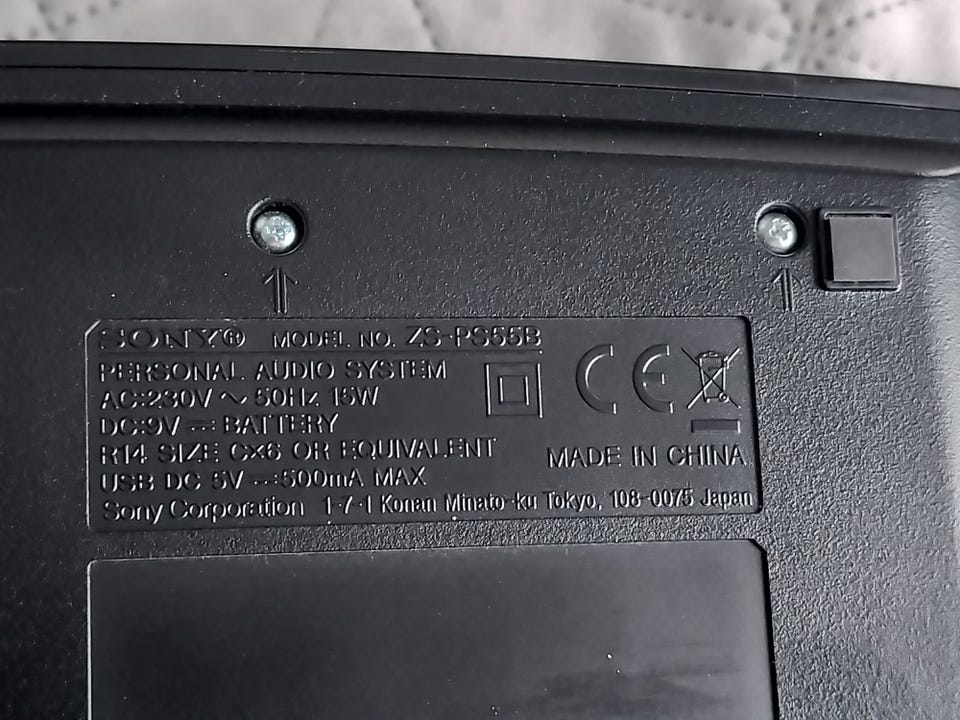 SONY® MODEL NO. ZS-PS55B
PERSONAL AUDIO SYSTEM
AC:230V ~ 50Hz 15W
DC:9V ⎓ BATTERY
R14 SIZE C×6 OR EQUIVALENT
USB DC 5V ⎓ 500mA MAX
CE
MADE IN CHINA
Sony Corporation 1-7-1 Konan Minato-ku Tokyo, 108-0075 Japan